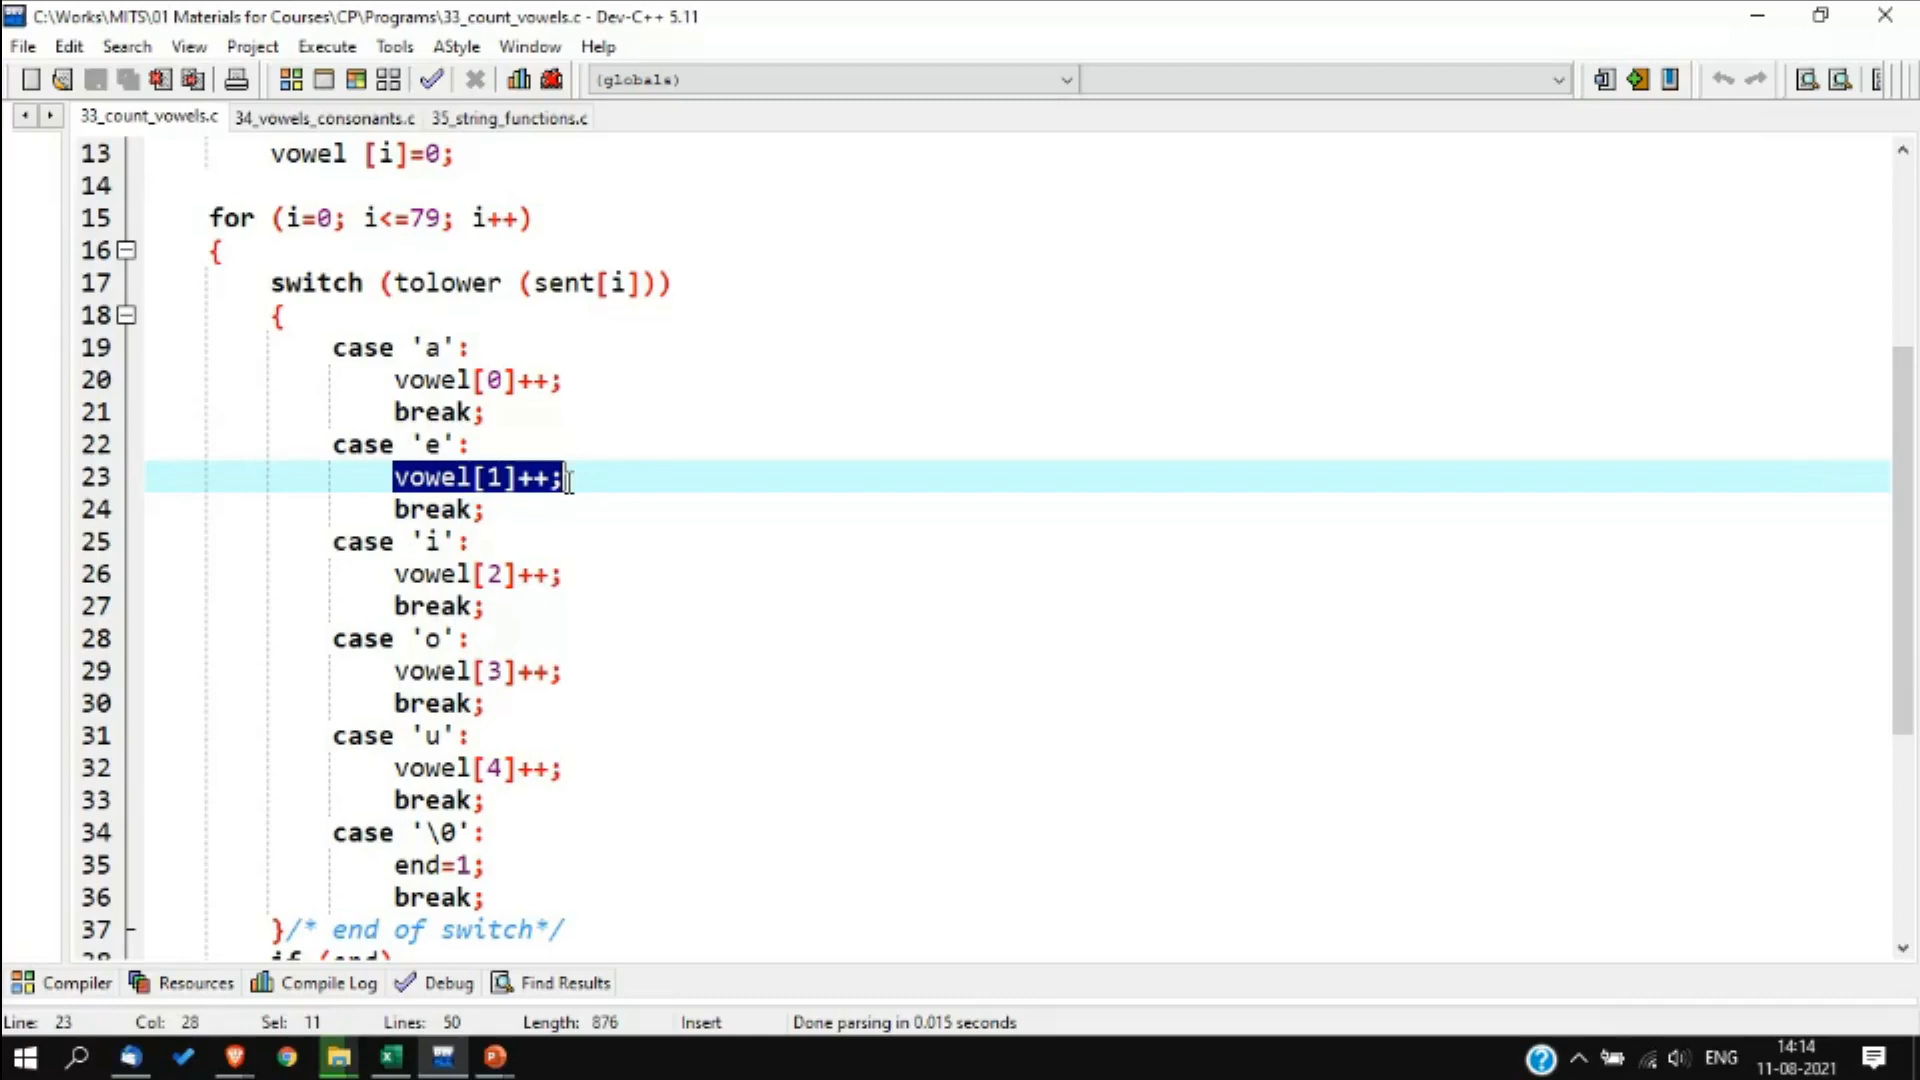 C:\Works\MITS\01 Materials for Courses\CP\Programs\33_count_vowels.c - Dev-C++ 5.11
File Edit Search View Project Execute Tools AStyle Window Help
(globals)
33_count_vowels.c 34_vowels_consonants.c 35_string_functions.c
13 vowel [i]=0;
14
15 for (i=0; i<=79; i++)
16 {
17 switch (tolower (sent[i]))
18 {
19 case 'a':
20 vowel[0]++;
21 break;
22 case 'e':
23 vowel[1]++;
24 break;
25 case 'i':
26 vowel[2]++;
27 break;
28 case 'o':
29 vowel[3]++;
30 break;
31 case 'u':
32 vowel[4]++;
33 break;
34 case '\0':
35 end=1;
36 break;
37 }/* end of switch*/
38 if (end)
Compiler Resources Compile Log Debug Find Results
Line: 23 Col: 28 Sel: 11 Lines: 50 Length: 876 Insert Done parsing in 0.015 seconds
ENG
14:14
11-08-2021